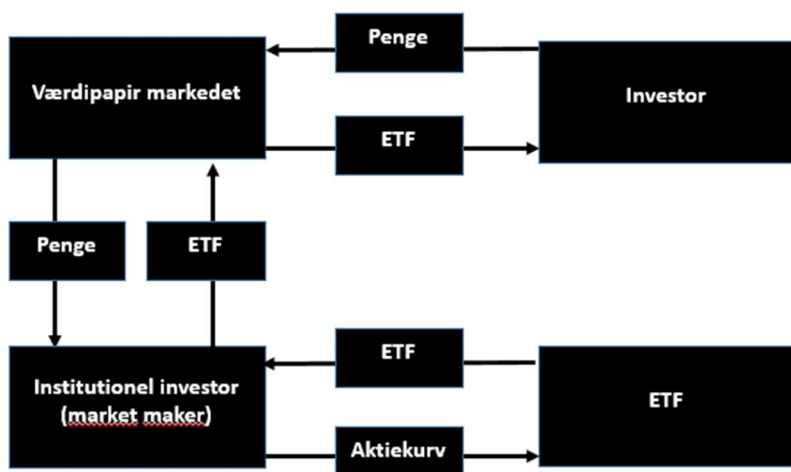 Penge
Værdipapir markedet
Investor
ETF
Penge
ETF
ETF
Institutionel investor
(market maker)
ETF
Aktiekurv